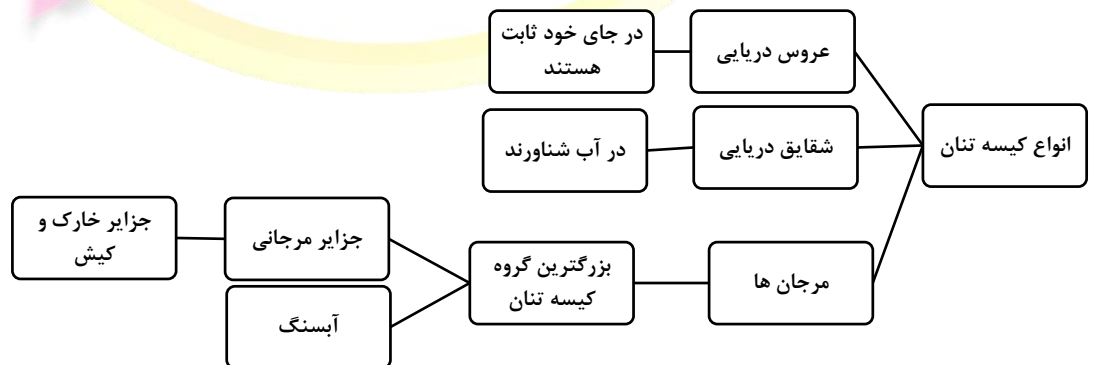 انواع کیسه تنان
عروس دریایی
در جای خود ثابت
هستند
شقایق دریایی
در آب شناورند
مرجان ها
بزرگترین گروه
کیسه تنان
جزایر مرجانی
جزایر خارک و
کیش
آبسنگ